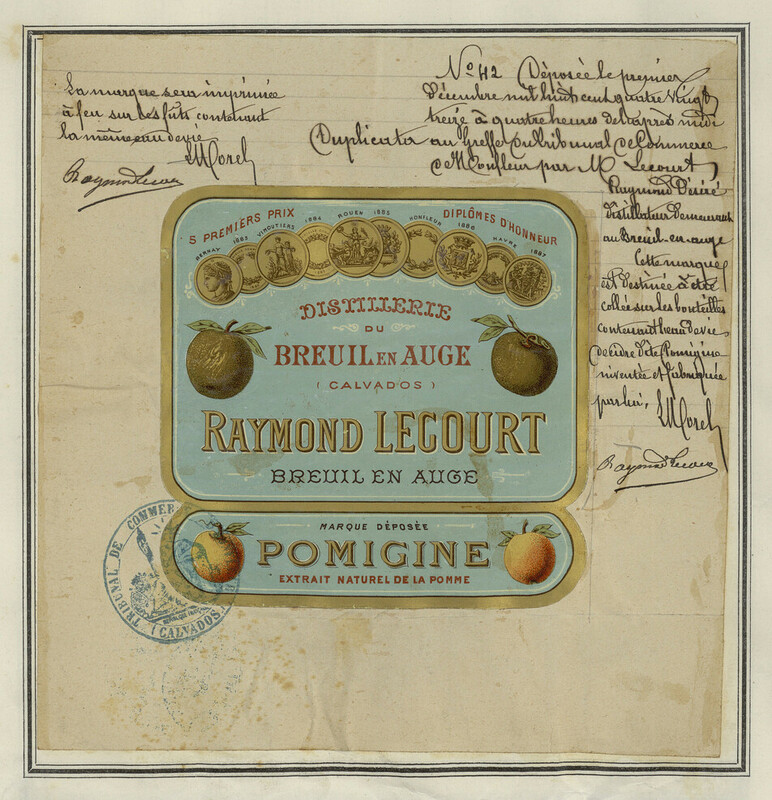 La marque sera imprimée
à feu sur les fûts contenant
la même eau de vie
LMorel
Raymond Lecourt
No 42 Déposée le premier
décembre mil huit cent quatre vingt
treize à quatre heures de l'après midi
Duplicata au Greffe du Tribunal de Commerce
de Honfleur par M. Lecourt
Raymond Désiré
distillateur demeurant
au Breuil-en-auge
Cette marque
est destinée à être
collée sur les bouteilles
contenant l'eau de vie
de cidre dite Pomigine
inventée et fabriquée
par lui,
LMorel
Raymond Lecourt
5 PREMIERS PRIX
DIPLÔMES D'HONNEUR
BERNAY 1883 VIMOUTIERS 1884 ROUEN 1885 HONFLEUR 1886 HAVRE 1887
DISTILLERIE
DU
BREUIL EN AUGE
(CALVADOS)
RAYMOND LECOURT
BREUIL EN AUGE
MARQUE DÉPOSÉE
POMIGINE
EXTRAIT NATUREL DE LA POMME
TRIBUNAL DE COMMERCE
(CALVADOS)